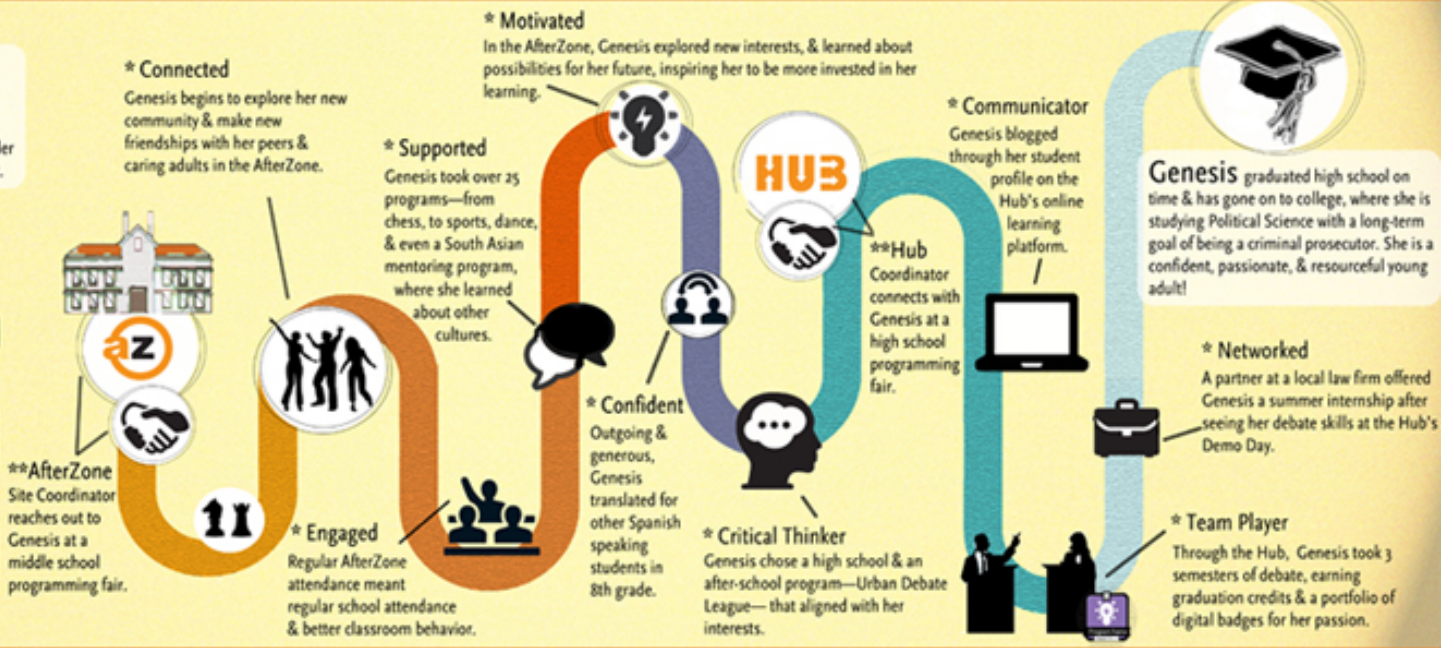 * Motivated
In the AfterZone, Genesis explored new interests, & learned about
possibilities for her future, inspiring her to be more invested in her
learning.
* Connected
Genesis begins to explore her new
community & make new
friendships with her peers &
caring adults in the AfterZone.
* Supported
Genesis took over 25
programs—from
chess, to sports, dance,
& even a South Asian
mentoring program,
where she learned
about other
cultures.
HUB
* Communicator
Genesis blogged
through her student
profile on the
Hub's online
learning
platform.
Genesis graduated high school on
time & has gone on to college, where she is
studying Political Science with a long-term
goal of being a criminal prosecutor. She is a
confident, passionate, & resourceful young
adult!
az
**Hub
Coordinator
connects with
Genesis at a
high school
programming
fair.
* Networked
A partner at a local law firm offered
Genesis a summer internship after
seeing her debate skills at the Hub's
Demo Day.
**AfterZone
Site Coordinator
reaches out to
Genesis at a
middle school
programming fair.
* Engaged
Regular AfterZone
attendance meant
regular school attendance
& better classroom behavior.
* Confident
Outgoing &
generous,
Genesis
translated for
other Spanish
speaking
students in
8th grade.
* Critical Thinker
Genesis chose a high school & an
after-school program—Urban Debate
League— that aligned with her
interests.
* Team Player
Through the Hub, Genesis took 3
semesters of debate, earning
graduation credits & a portfolio of
digital badges for her passion.